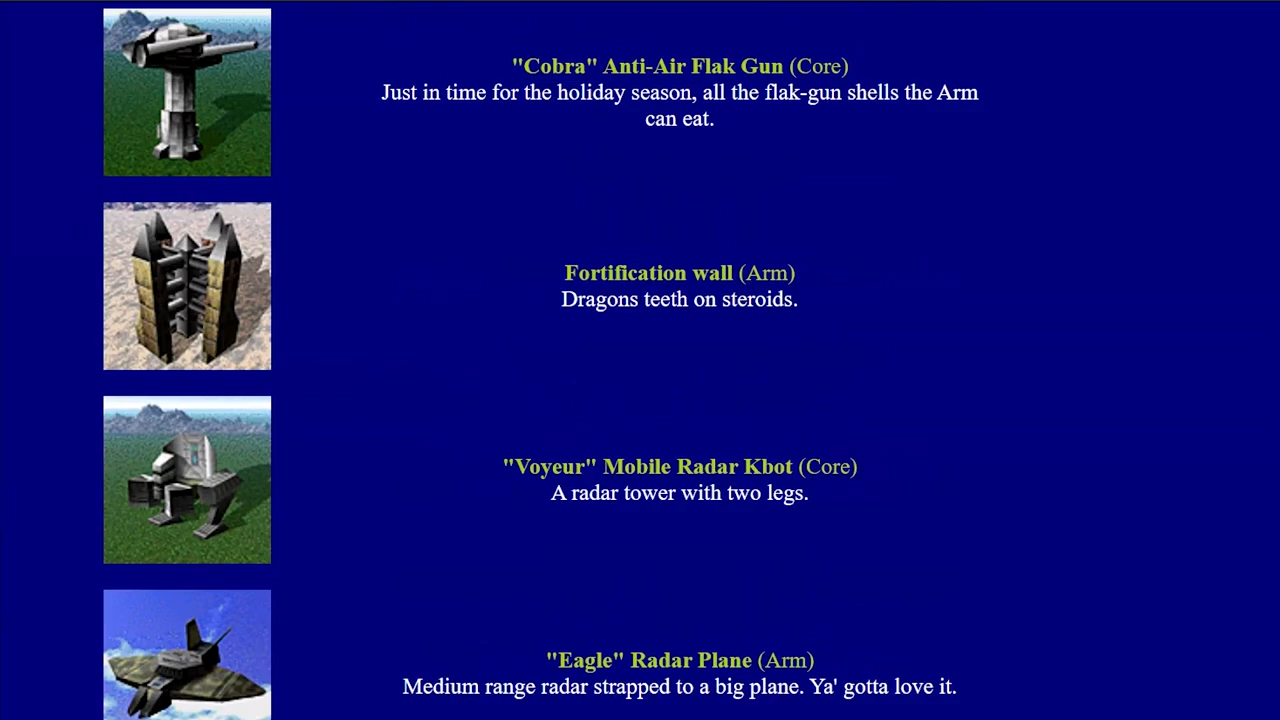 "Cobra" Anti-Air Flak Gun (Core)
Just in time for the holiday season, all the flak-gun shells the Arm
can eat.
Fortification wall (Arm)
Dragons teeth on steroids.
"Voyeur" Mobile Radar Kbot (Core)
A radar tower with two legs.
"Eagle" Radar Plane (Arm)
Medium range radar strapped to a big plane. Ya' gotta love it.